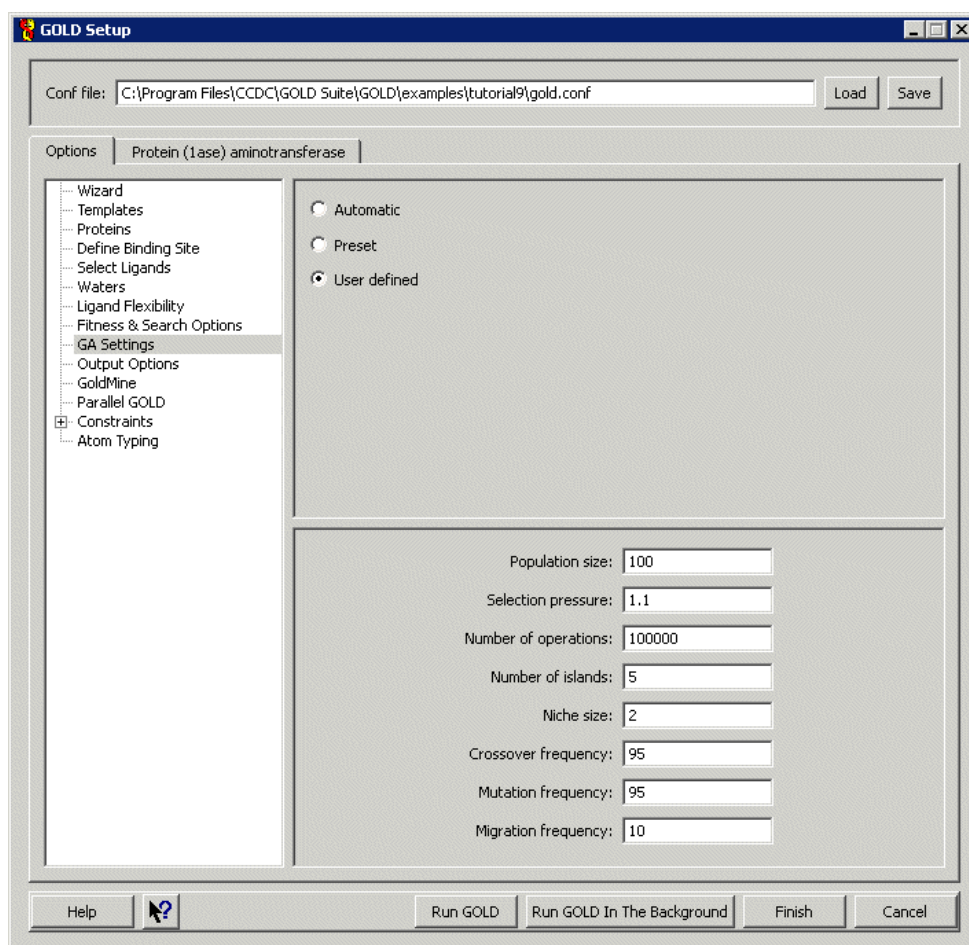 GOLD Setup
Conf file: C:\Program Files\CCDC\GOLD Suite\GOLD\examples\tutorial9\gold.conf Load Save
Options Protein (1ase) aminotransferase
Wizard
Templates
Proteins
Define Binding Site
Select Ligands
Waters
Ligand Flexibility
Fitness & Search Options
GA Settings
Output Options
GoldMine
Parallel GOLD
Constraints
Atom Typing
Automatic
Preset
User defined
Population size: 100
Selection pressure: 1.1
Number of operations: 100000
Number of islands: 5
Niche size: 2
Crossover frequency: 95
Mutation frequency: 95
Migration frequency: 10
Help Run GOLD Run GOLD In The Background Finish Cancel